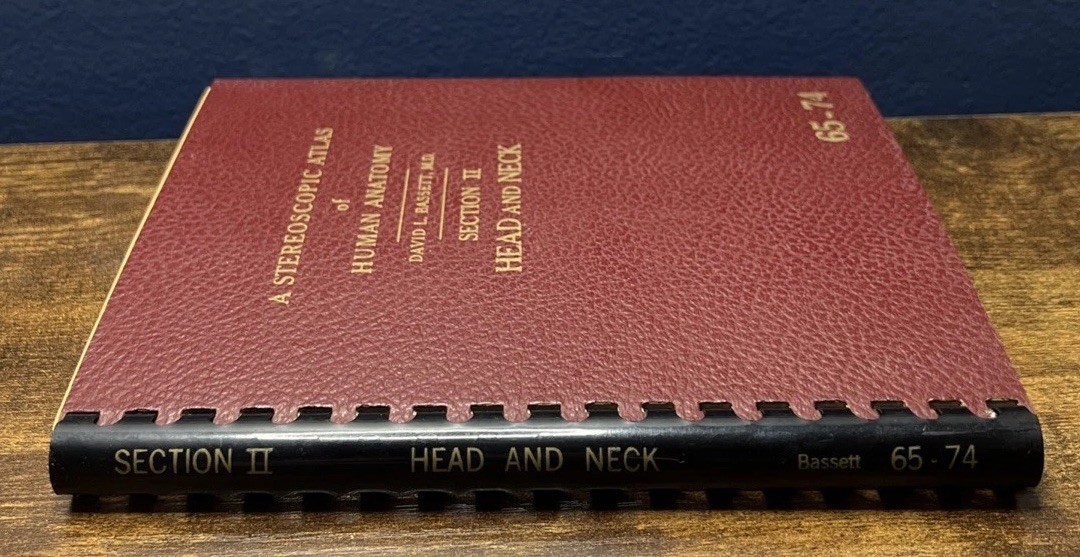 A STEREOSCOPIC ATLAS
of
HUMAN ANATOMY
DAVID L. BASSETT, M.D.
SECTION II
HEAD AND NECK
65-74
SECTION II HEAD AND NECK Bassett 65-74